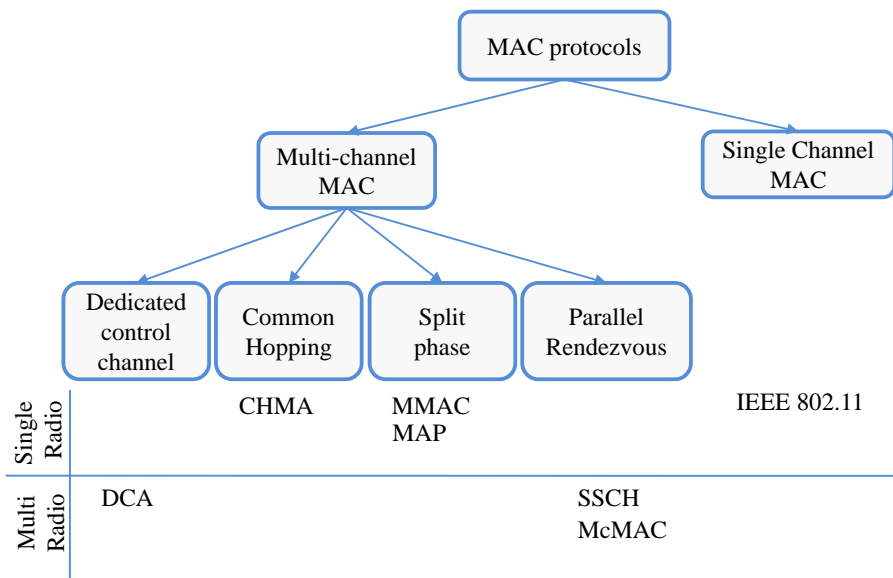 MAC protocols
Multi-channel
MAC
Single Channel
MAC
Dedicated
control
channel
Common
Hopping
Split
phase
Parallel
Rendezvous
Single
Radio
CHMA
MMAC
MAP
IEEE 802.11
Multi
Radio
DCA
SSCH
McMAC